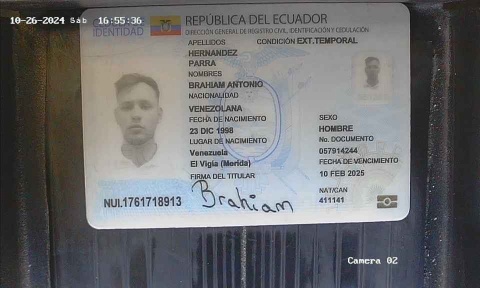 10-26-2024 Sáb 16:55:36
REPÚBLICA DEL ECUADOR
IDENTIDAD DIRECCIÓN GENERAL DE REGISTRO CIVIL, IDENTIFICACIÓN Y CEDULACIÓN
APELLIDOS CONDICIÓN EXT.TEMPORAL
HERNANDEZ
PARRA
NOMBRES
BRAHIAM ANTONIO
NACIONALIDAD
VENEZOLANA
FECHA DE NACIMIENTO
23 DIC 1998
LUGAR DE NACIMIENTO
Venezuela
El Vigia (Merida)
FIRMA DEL TITULAR
SEXO
HOMBRE
No. DOCUMENTO
057914244
FECHA DE VENCIMIENTO
10 FEB 2025
NAT/CAN
411141
NUI.1761718913
Brahiam
Camera 02